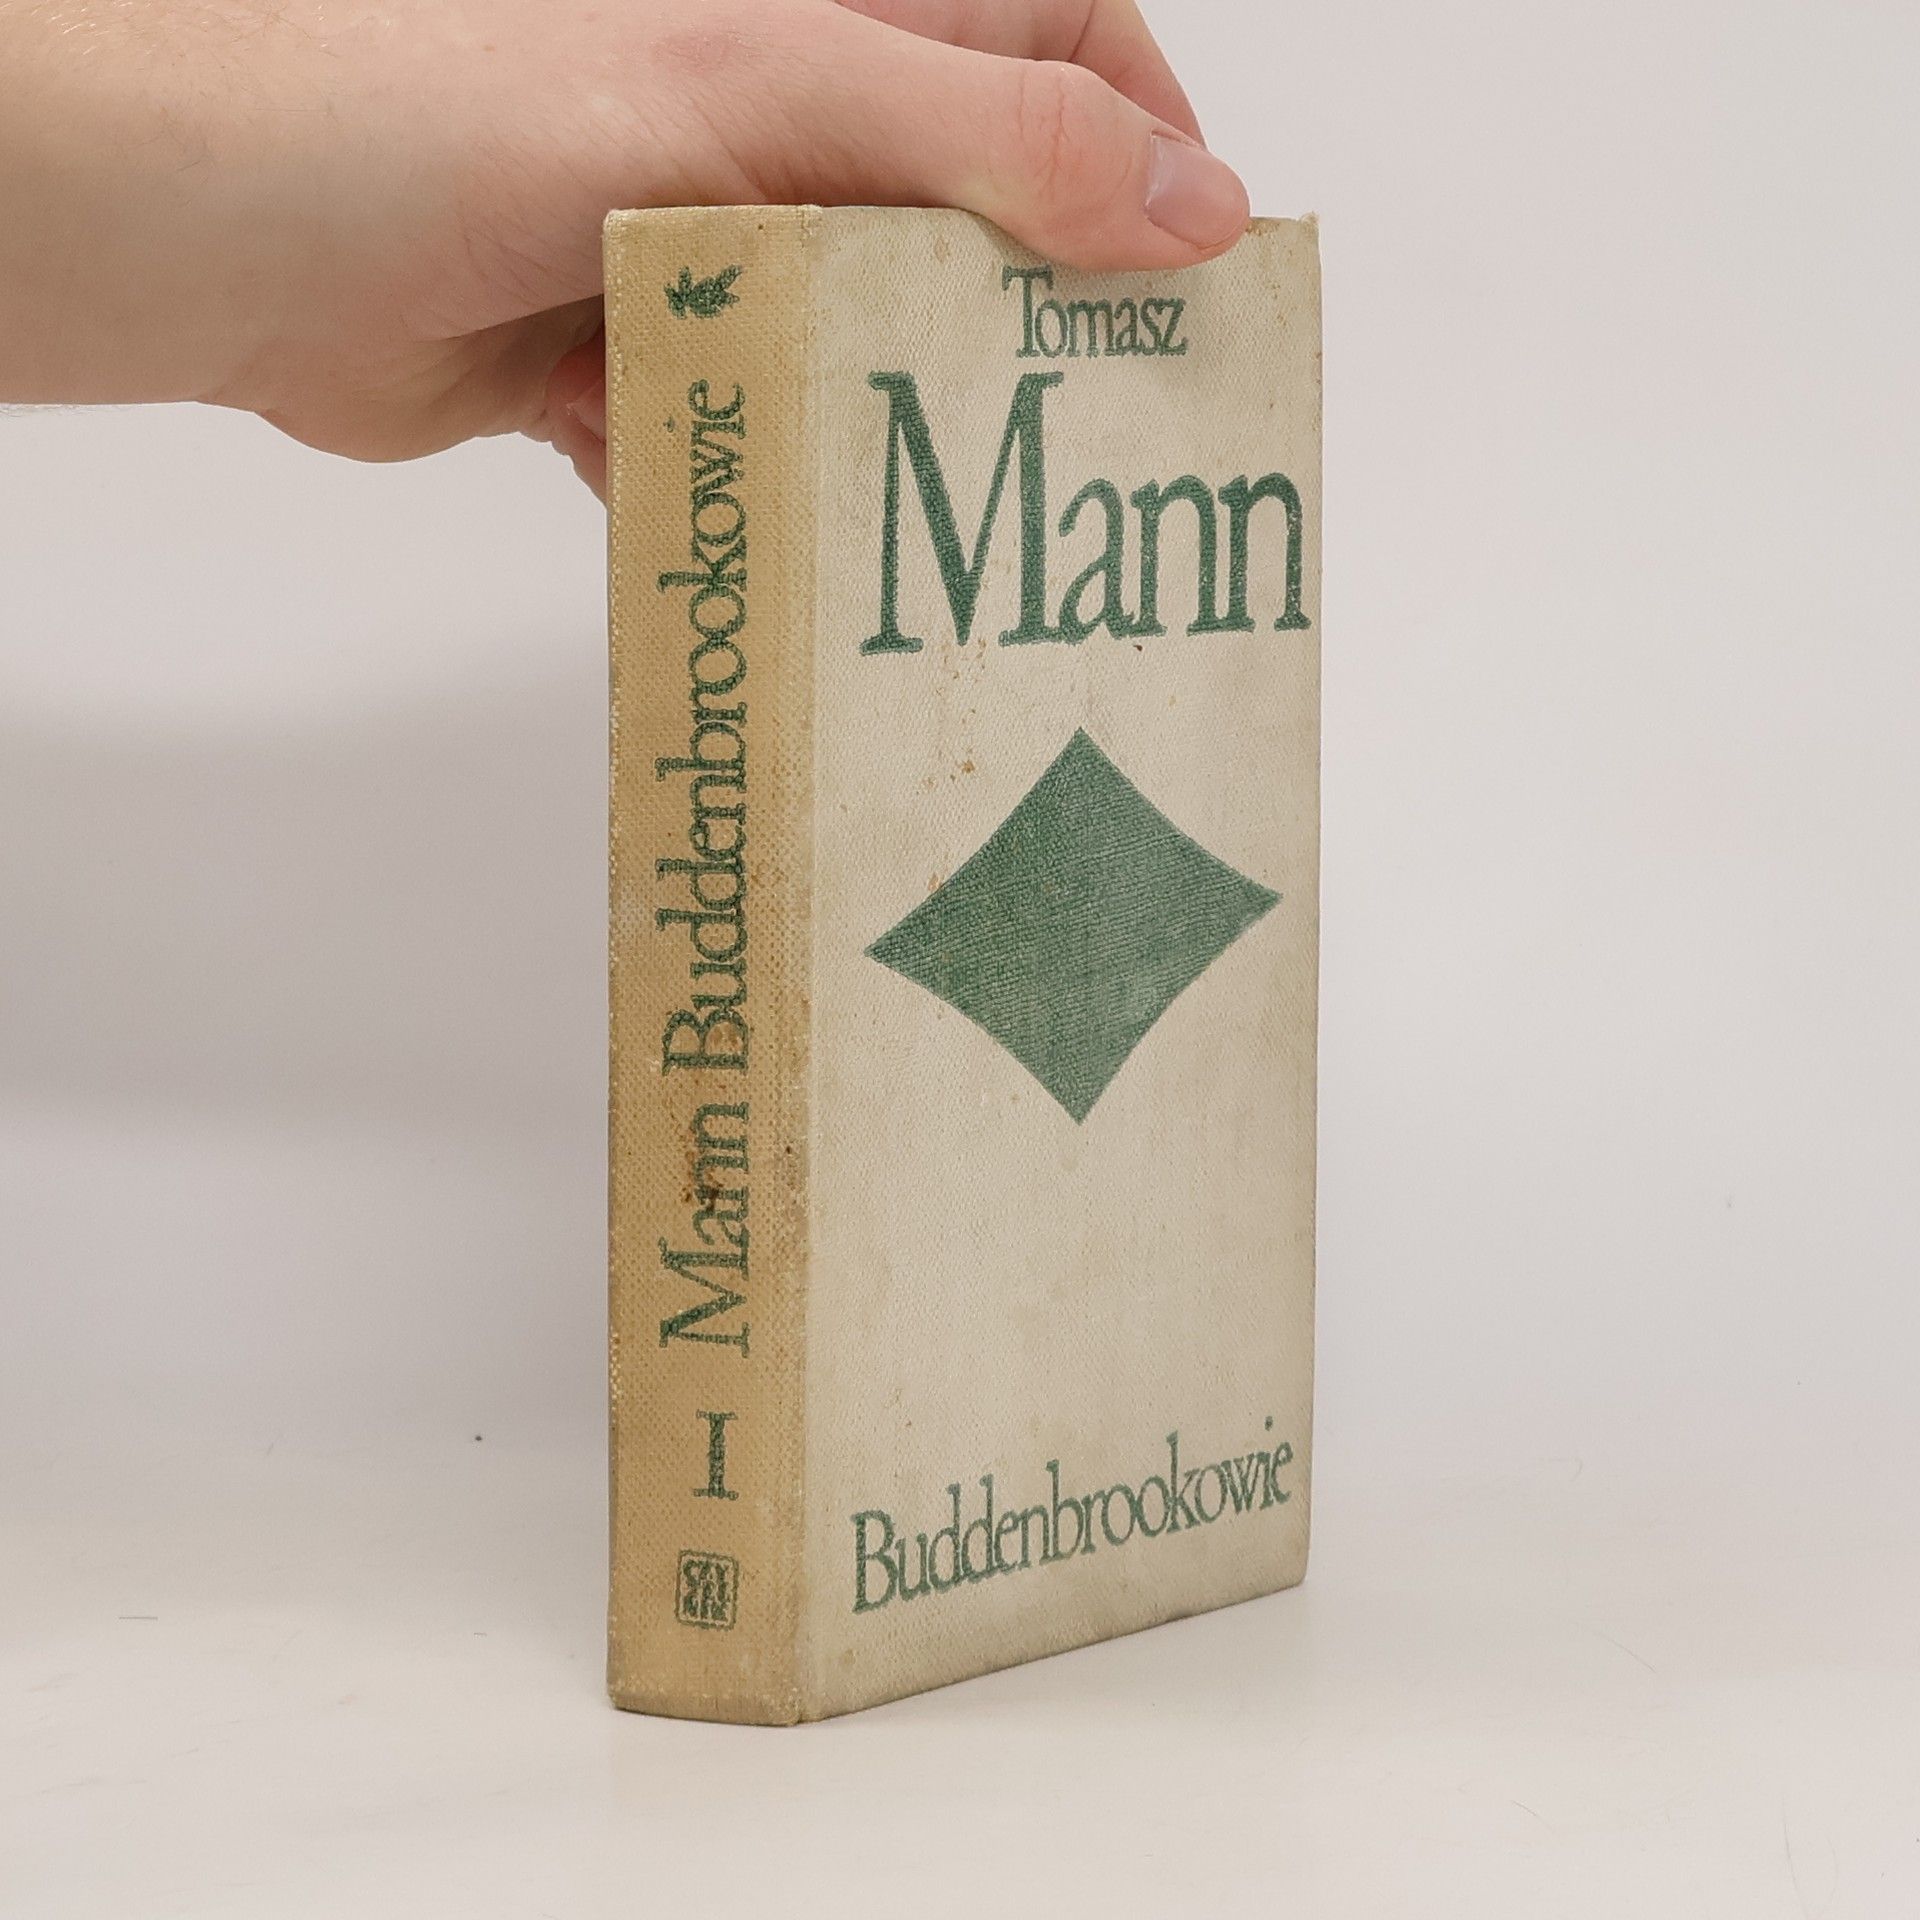 Tomasz
Mann
Buddenbrookowie
I Mann Buddenbrookowie